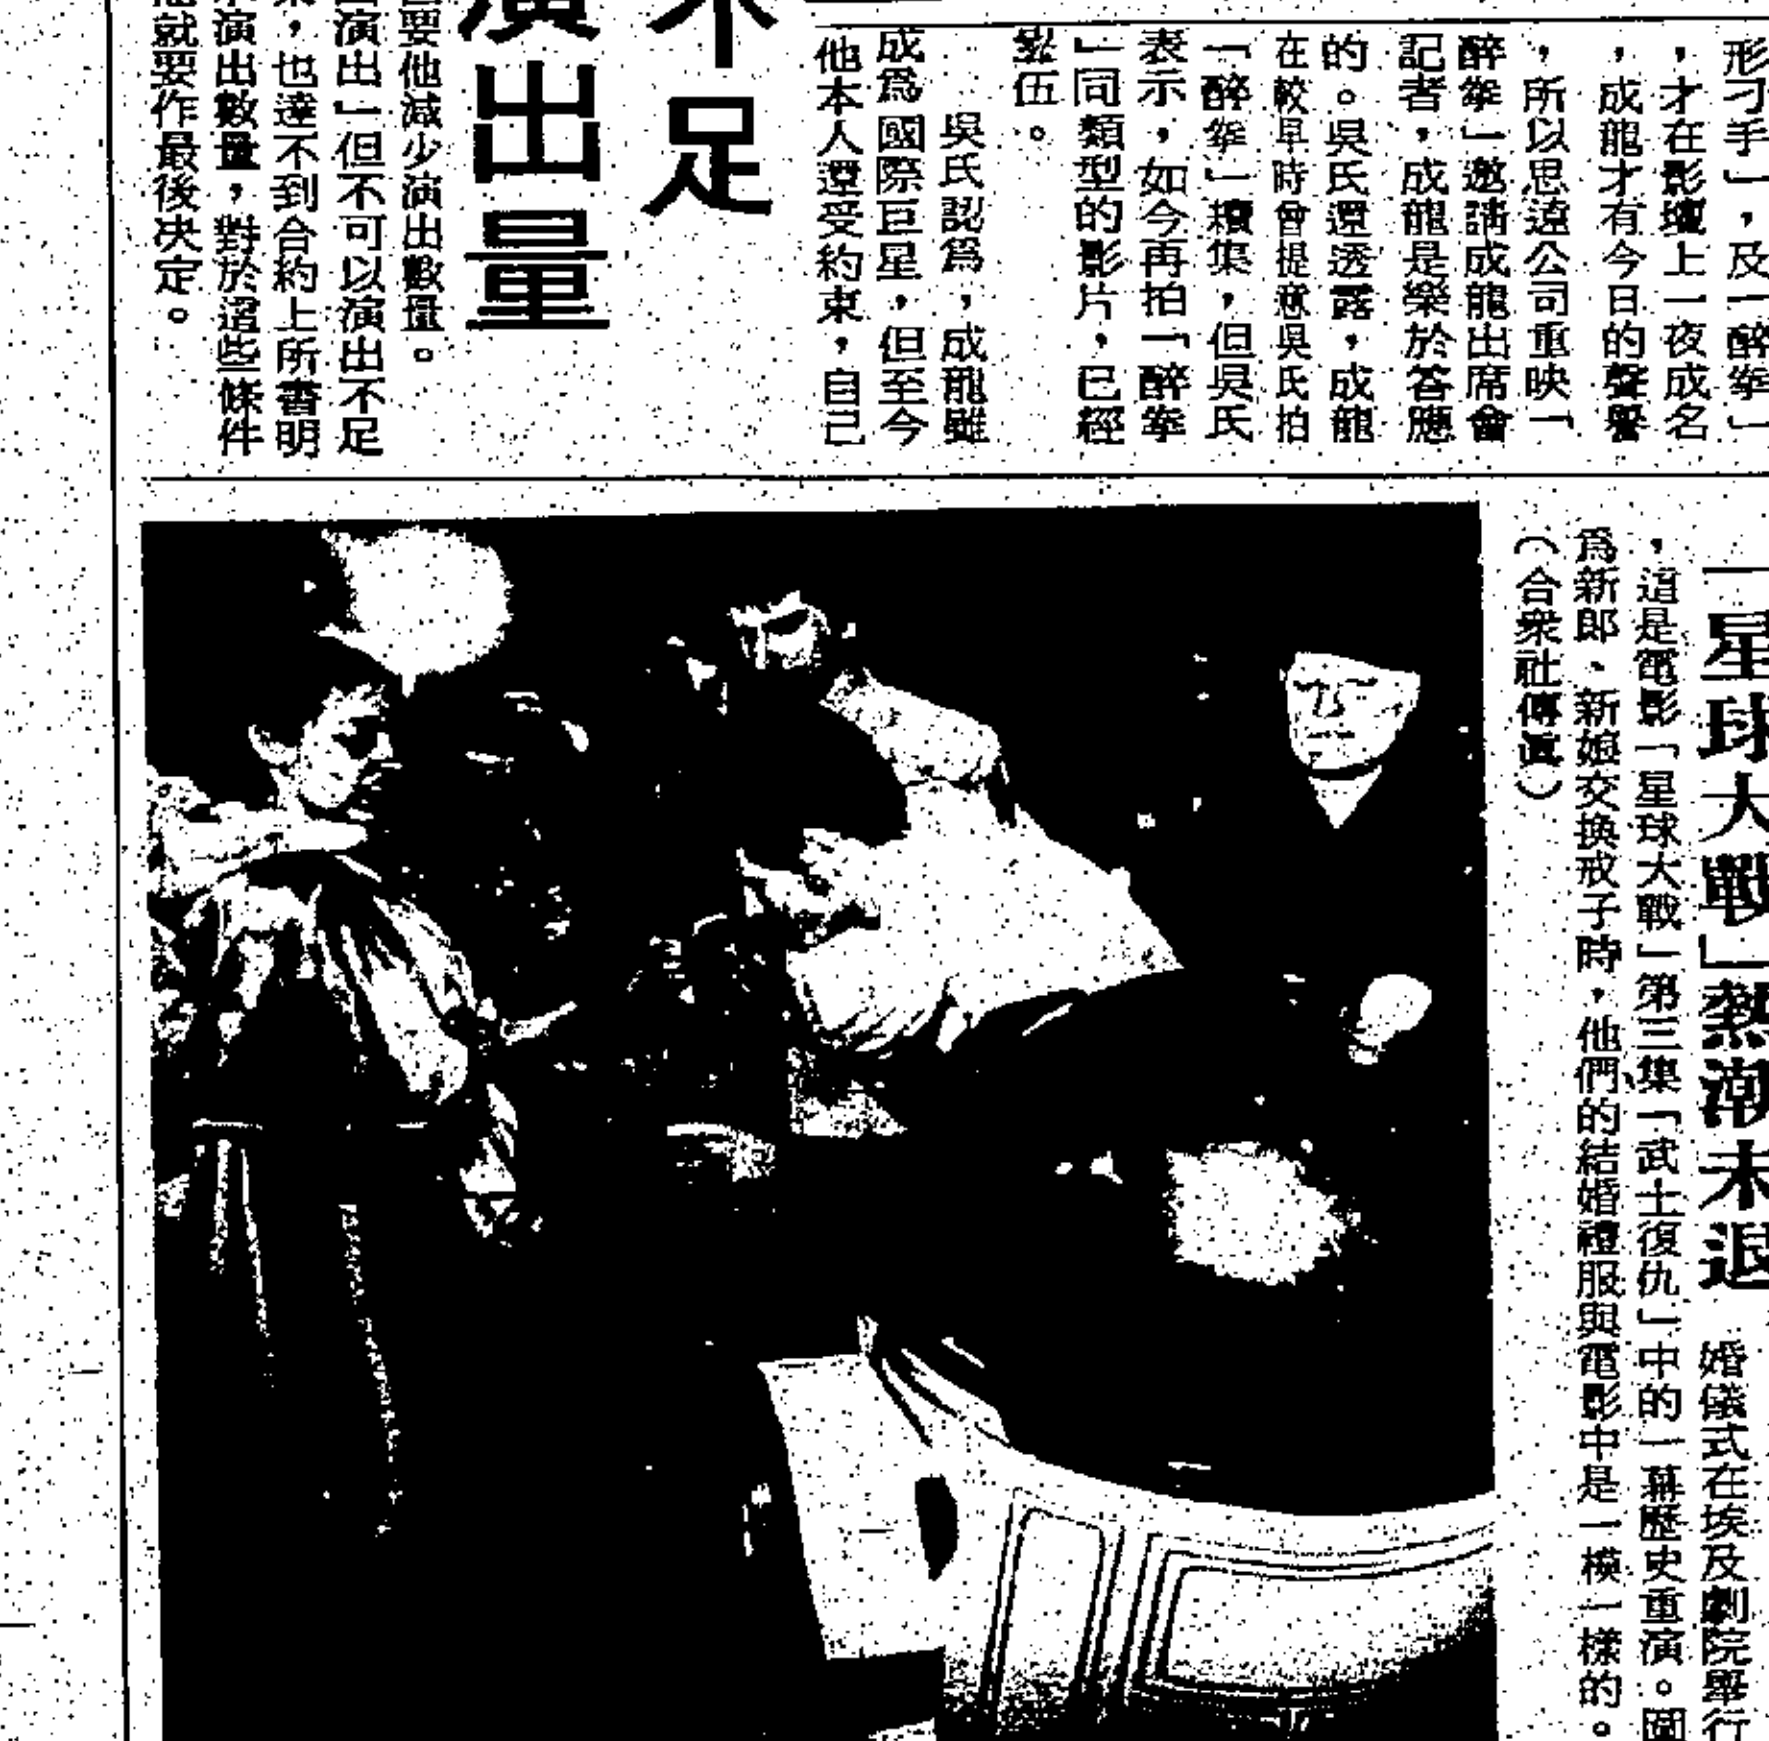 形刁手」,及「醉拳」
,才在影壇上一夜成名
,成龍才有今日的聲譽
,所以思遠公司重映「
醉拳」邀請成龍出席會
記者,成龍是樂於答應
的。吳氏還透露,成龍
在較早時會提意吳氏拍
「醉拳」續集,但吳氏
表示,如今再拍「醉拳
」同類型的影片,已經
落伍。
吳氏認為,成龍雖
成為國際巨星,但至今
他本人還受約束,自己
不足
演出量
要他減少演出數量。
演出」但不可以演出不足
,也達不到合約上所書明
演出數量,對於這些條件
就要作最後決定。
「星球大戰」熱潮未退
婚儀式在埃及劇院舉行
,這是電影「星球大戰」第三集「武士復仇」中的一幕歷史重演。圖
為新郎、新娘交換戒子時,他們的結婚禮服與電影中是一模一樣的。
(合衆社傳真)